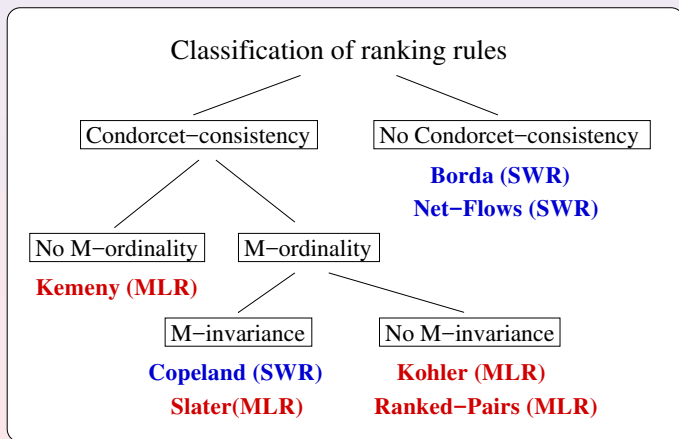 Classification of ranking rules
Condorcet−consistency
No Condorcet−consistency
Borda (SWR)
Net−Flows (SWR)
No M−ordinality
M−ordinality
Kemeny (MLR)
M−invariance
No M−invariance
Copeland (SWR)
Kohler (MLR)
Slater(MLR)
Ranked−Pairs (MLR)